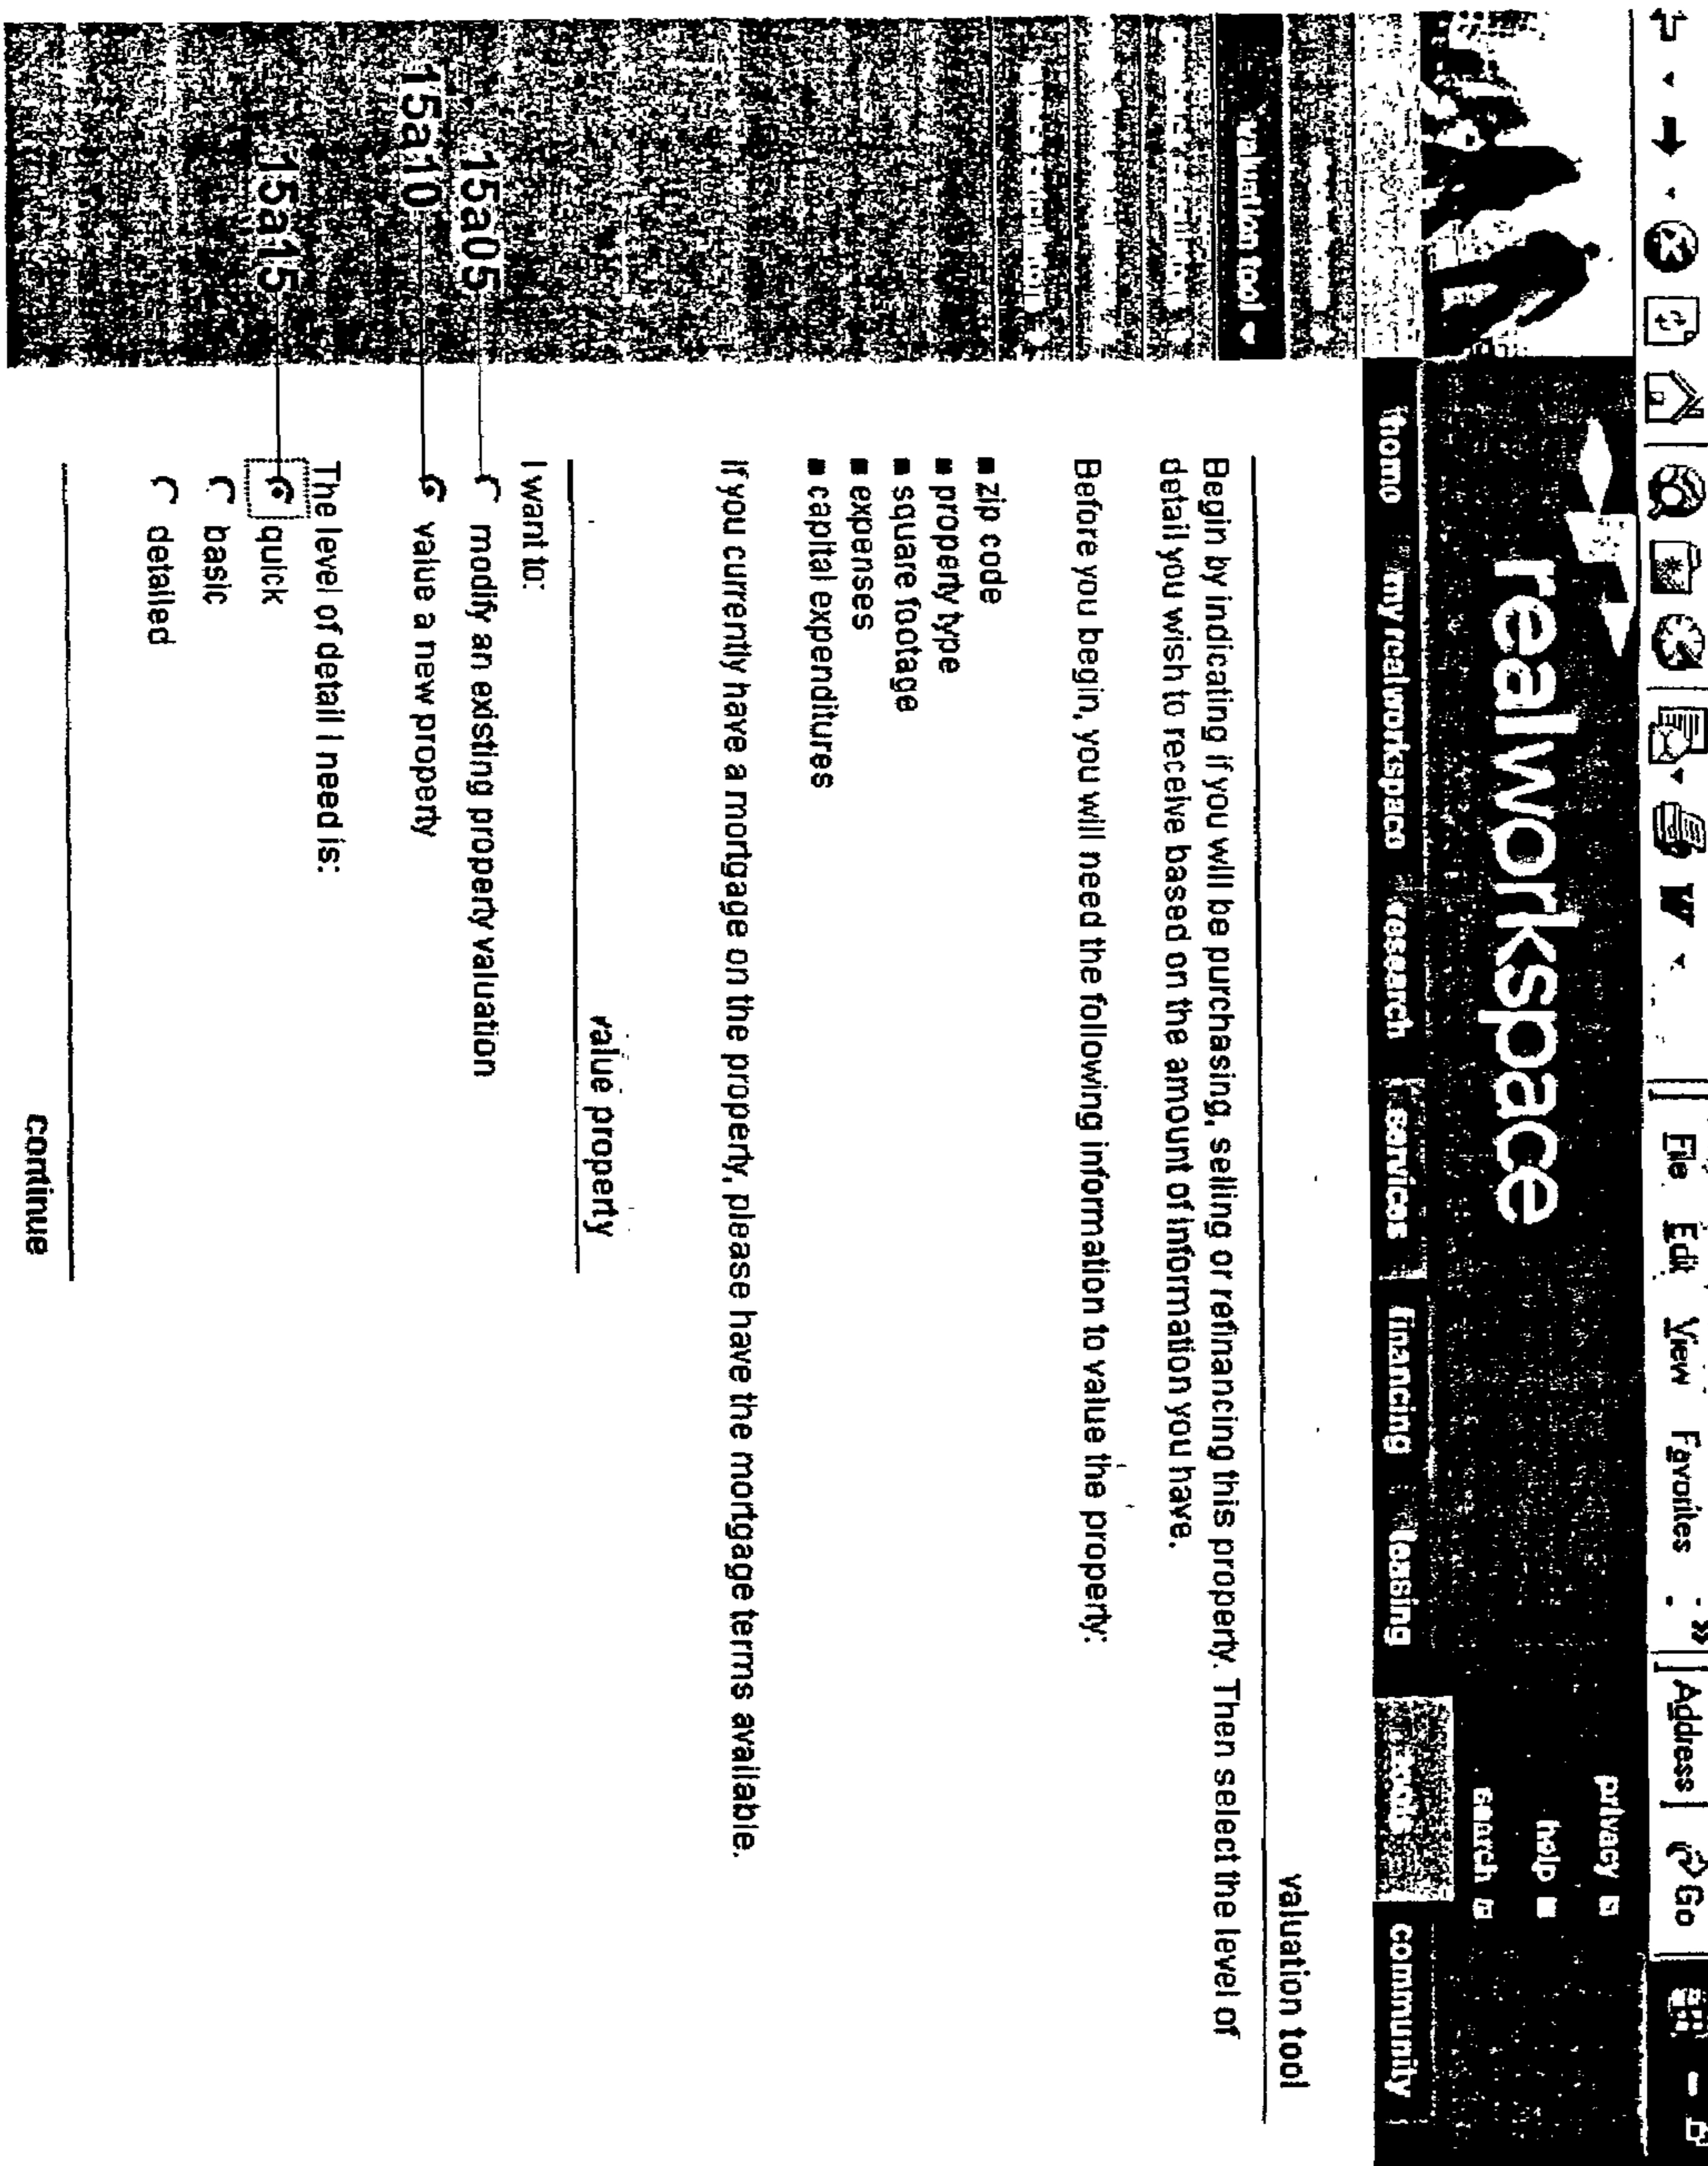 File Edit View Favorites » Address Go
realworkspace
privacy
help
search
home my realworkspace research services financing leasing community
valuation tool
valuation tool
Begin by indicating if you will be purchasing, selling or refinancing this property. Then select the level of
detail you wish to receive based on the amount of information you have.
Before you begin, you will need the following information to value the property:
■ zip code
■ property type
■ square footage
■ expenses
■ capital expenditures
If you currently have a mortgage on the property, please have the mortgage terms available.
value property
I want to:
15a05 modify an existing property valuation
15a10 value a new property
The level of detail I need is:
15a15 quick
basic
detailed
continue